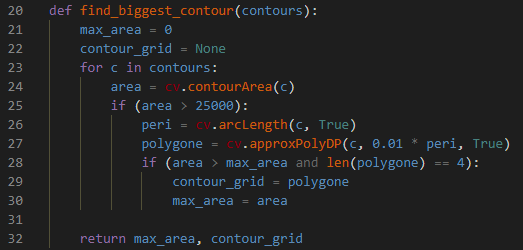 20 def find_biggest_contour(contours):
21     max_area = 0
22     contour_grid = None
23     for c in contours:
24         area = cv.contourArea(c)
25         if (area > 25000):
26             peri = cv.arcLength(c, True)
27             polygone = cv.approxPolyDP(c, 0.01 * peri, True)
28             if (area > max_area and len(polygone) == 4):
29                 contour_grid = polygone
30                 max_area = area
31
32     return max_area, contour_grid